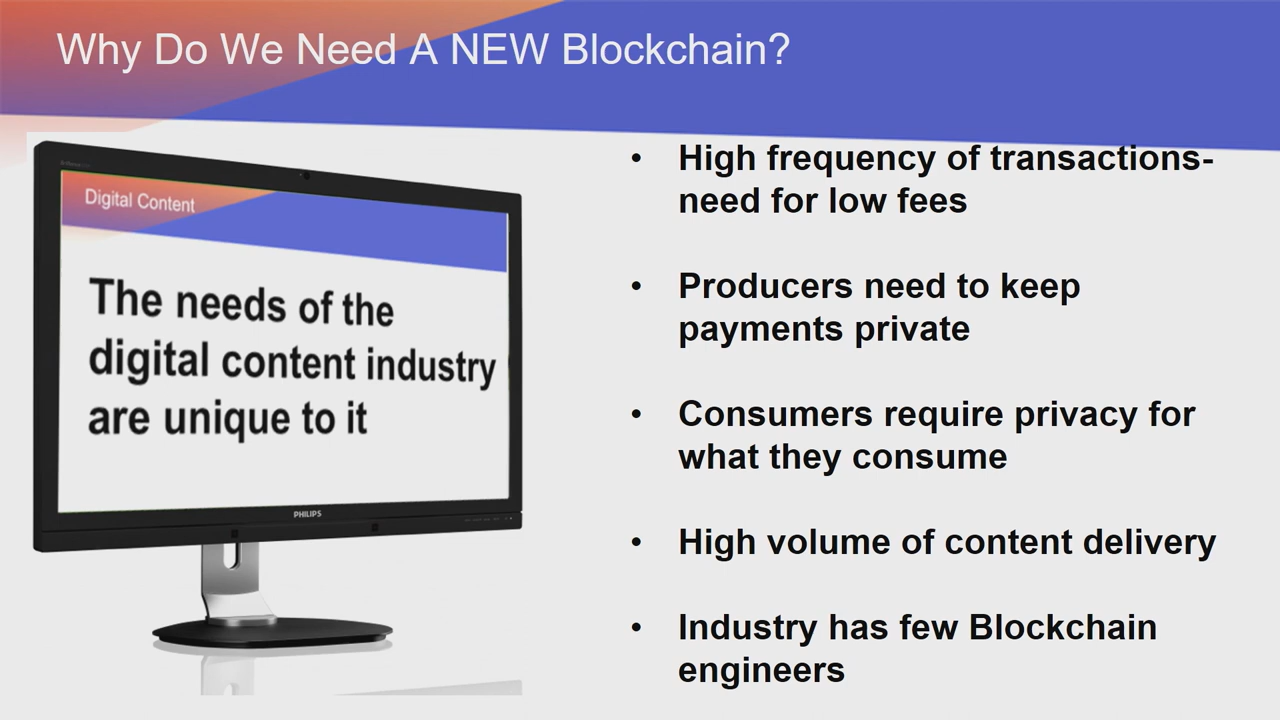 Why Do We Need A NEW Blockchain?
Digital Content
The needs of the
digital content industry
are unique to it
PHILIPS
• High frequency of transactions-
need for low fees
• Producers need to keep
payments private
• Consumers require privacy for
what they consume
• High volume of content delivery
• Industry has few Blockchain
engineers